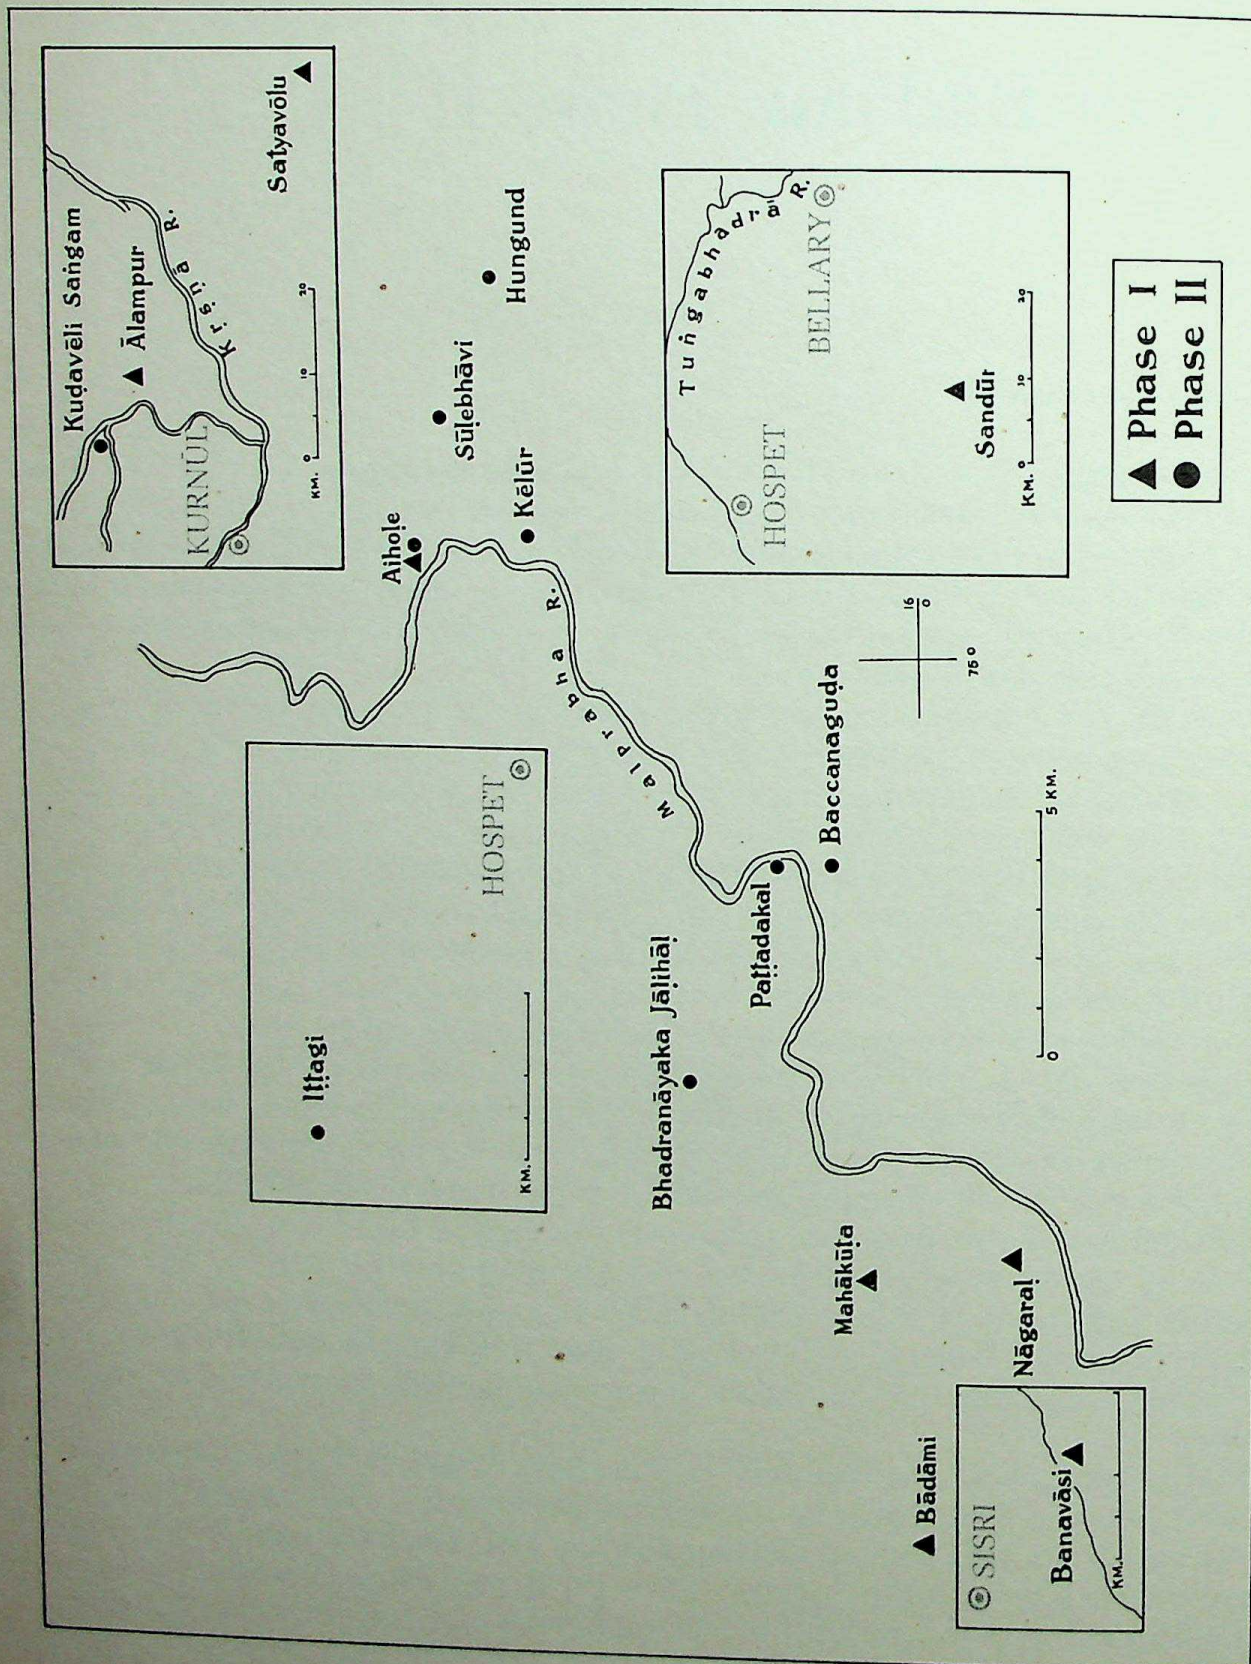 Kuḍavēli Saṅgam
Ālampur
KURNŪL
Kṛṣṇā R.
Satyavōlu
KM. 0 10 20
Iṭṭagi
HOSPET
KM.
Aihoḷe
Sūḷebhāvi
Hungund
Kēlūr
Malprabha R.
Bhadranāyaka Jāḷihāḷ
Paṭṭadakal
Baccanaguḍa
Mahākūṭa
Nāgaraḷ
Bādāmi
SISRI
Banavāsi
KM.
0 5 KM.
16
0
75°
Tuṅgabhadrā R.
HOSPET
BELLARY
Sandūr
KM. 0 10 20
Phase I
Phase II